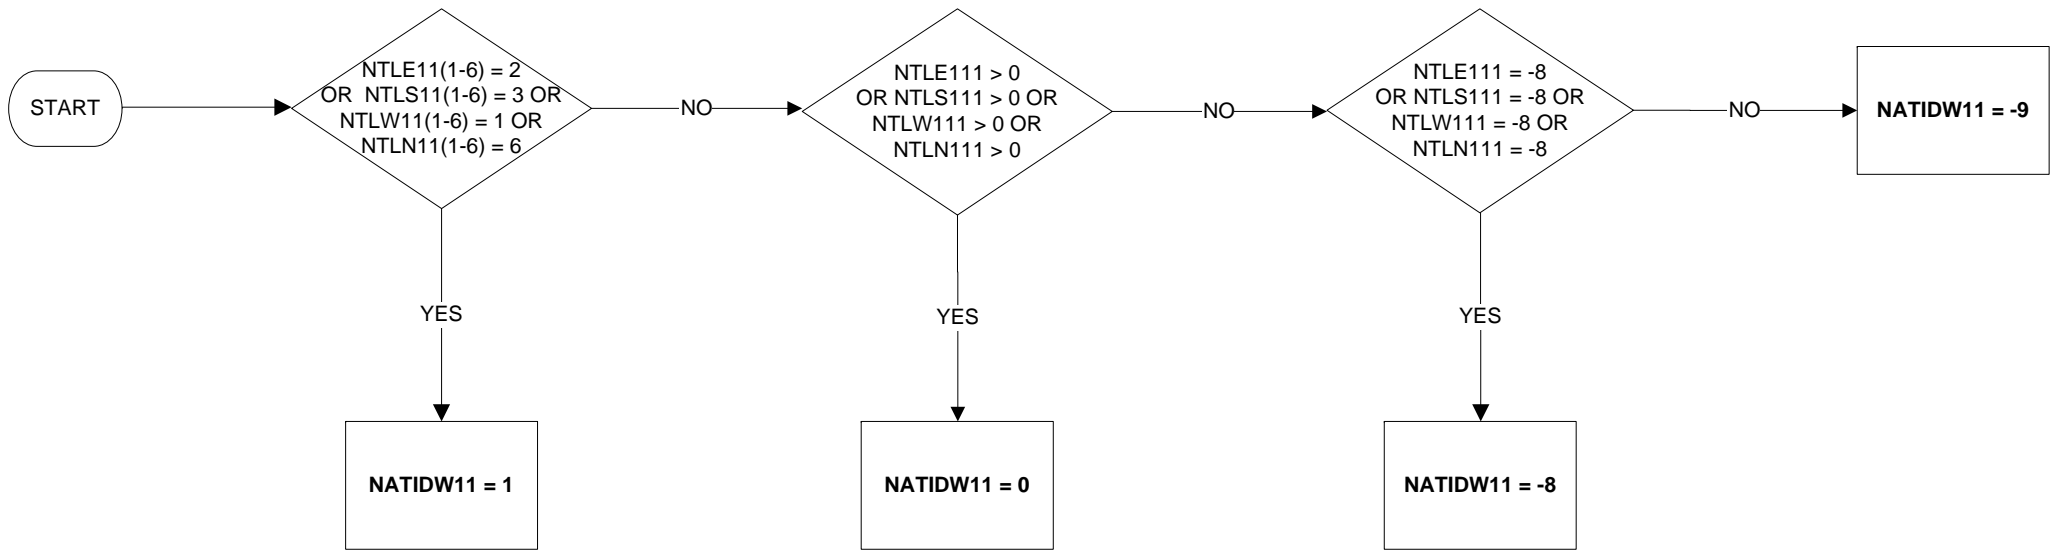 START
NTLE11(1-6) = 2
OR NTLS11(1-6) = 3 OR
NTLW11(1-6) = 1 OR
NTLN11(1-6) = 6
NO
NTLE111 > 0
OR NTLS111 > 0 OR
NTLW111 > 0 OR
NTLN111 > 0
NO
NTLE111 = -8
OR NTLS111 = -8 OR
NTLW111 = -8 OR
NTLN111 = -8
NO
NATIDW11 = -9
YES
YES
YES
NATIDW11 = 1
NATIDW11 = 0
NATIDW11 = -8